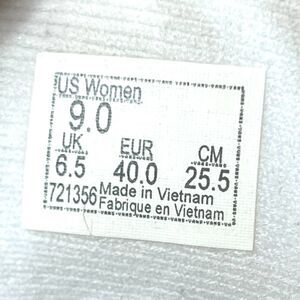 US Women
9.0
UK EUR CM
6.5 40.0 25.5
721356 Made in Vietnam
Fabrique en Vietnam